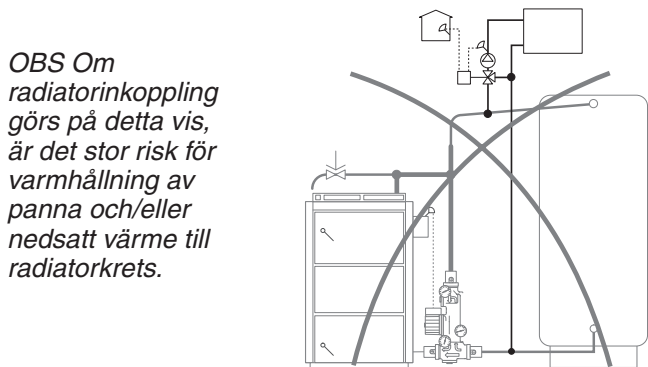 OBS Om
radiatorinkoppling
görs på detta vis,
är det stor risk för
varmhållning av
panna och/eller
nedsatt värme till
radiatorkrets.